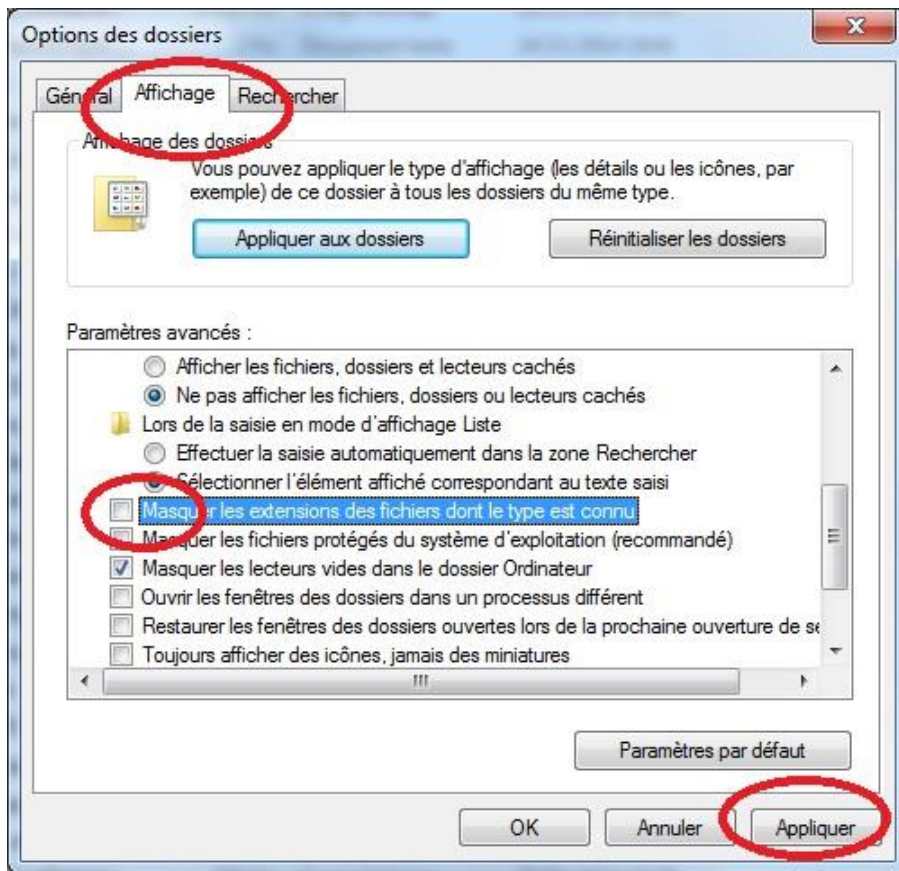 Options des dossiers
Général Affichage Rechercher
Affichage des dossiers
Vous pouvez appliquer le type d'affichage (les détails ou les icônes, par
exemple) de ce dossier à tous les dossiers du même type.
Appliquer aux dossiers Réinitialiser les dossiers
Paramètres avancés :
Afficher les fichiers, dossiers et lecteurs cachés
Ne pas afficher les fichiers, dossiers ou lecteurs cachés
Lors de la saisie en mode d'affichage Liste
Effectuer la saisie automatiquement dans la zone Rechercher
Sélectionner l'élément affiché correspondant au texte saisi
Masquer les extensions des fichiers dont le type est connu
Masquer les fichiers protégés du système d'exploitation (recommandé)
Masquer les lecteurs vides dans le dossier Ordinateur
Ouvrir les fenêtres des dossiers dans un processus différent
Restaurer les fenêtres des dossiers ouvertes lors de la prochaine ouverture de se
Toujours afficher des icônes, jamais des miniatures
Paramètres par défaut
OK Annuler Appliquer